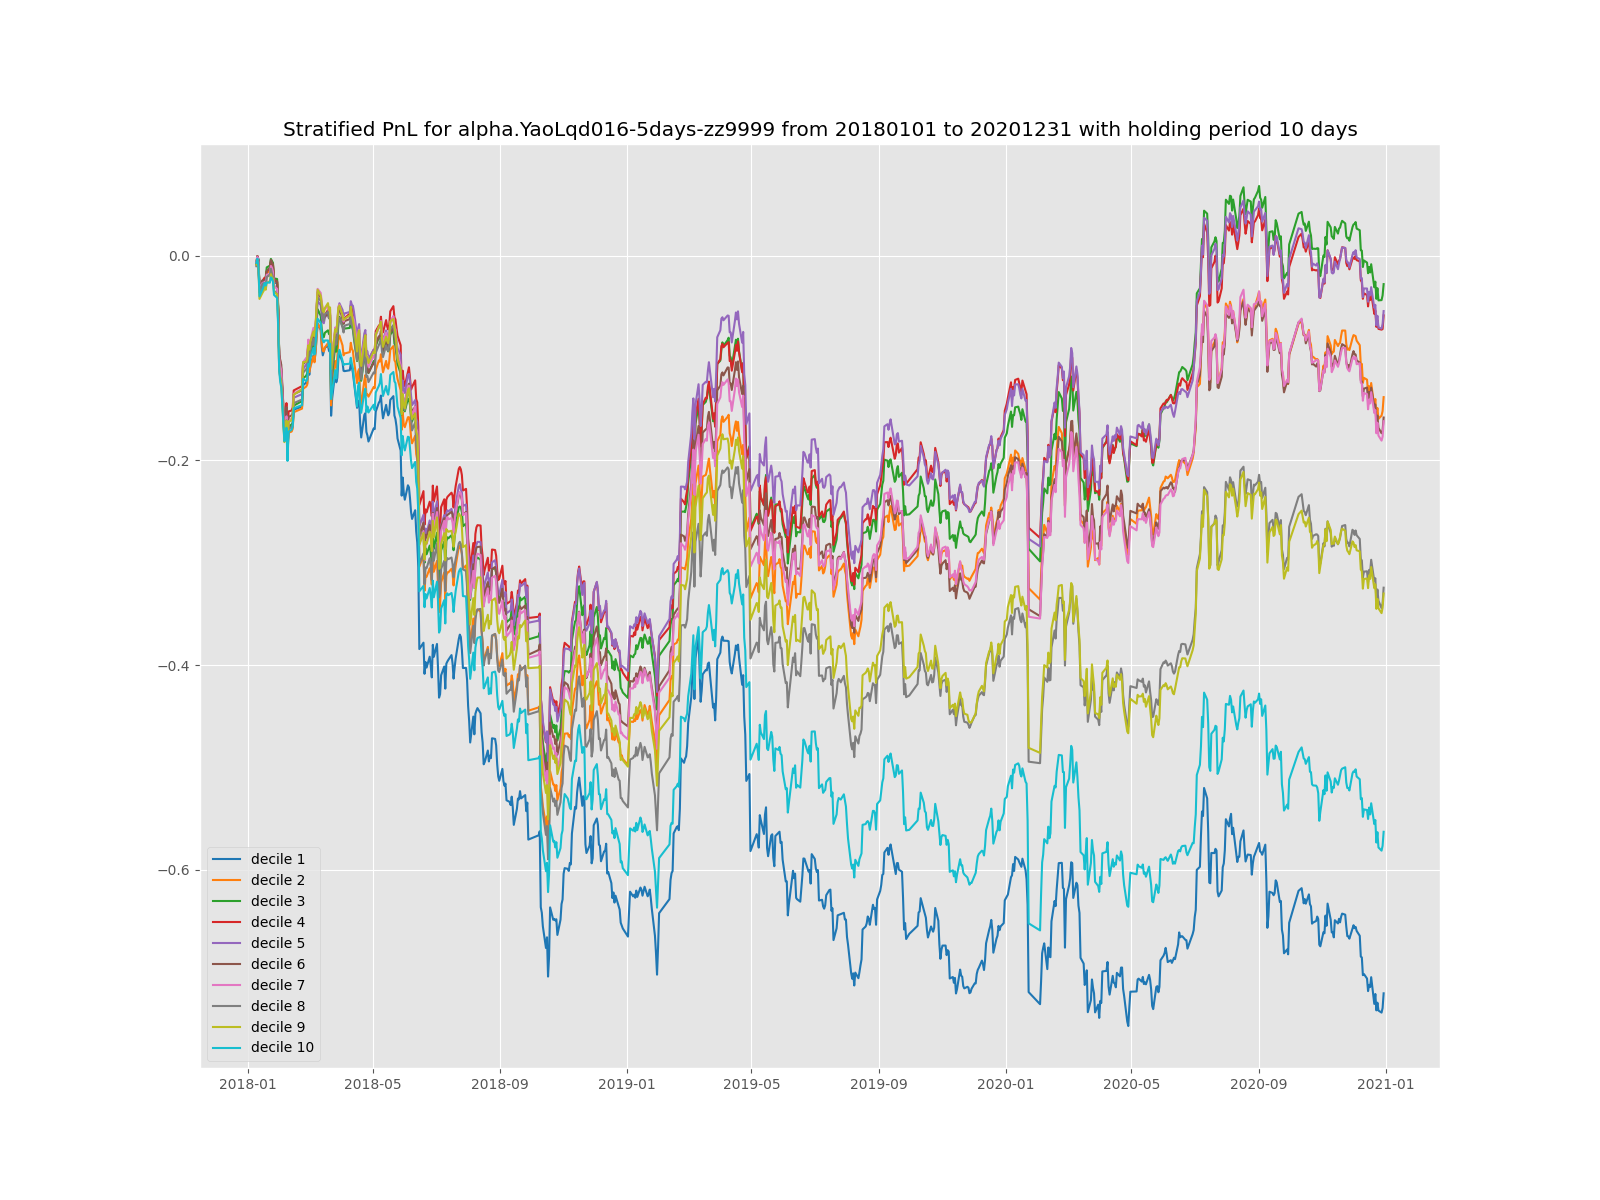 Stratified PnL for alpha.YaoLqd016-5days-zz9999 from 20180101 to 20201231 with holding period 10 days
0.0
−0.2
−0.4
−0.6
decile 1
decile 2
decile 3
decile 4
decile 5
decile 6
decile 7
decile 8
decile 9
decile 10
2018-01 2018-05 2018-09 2019-01 2019-05 2019-09 2020-01 2020-05 2020-09 2021-01